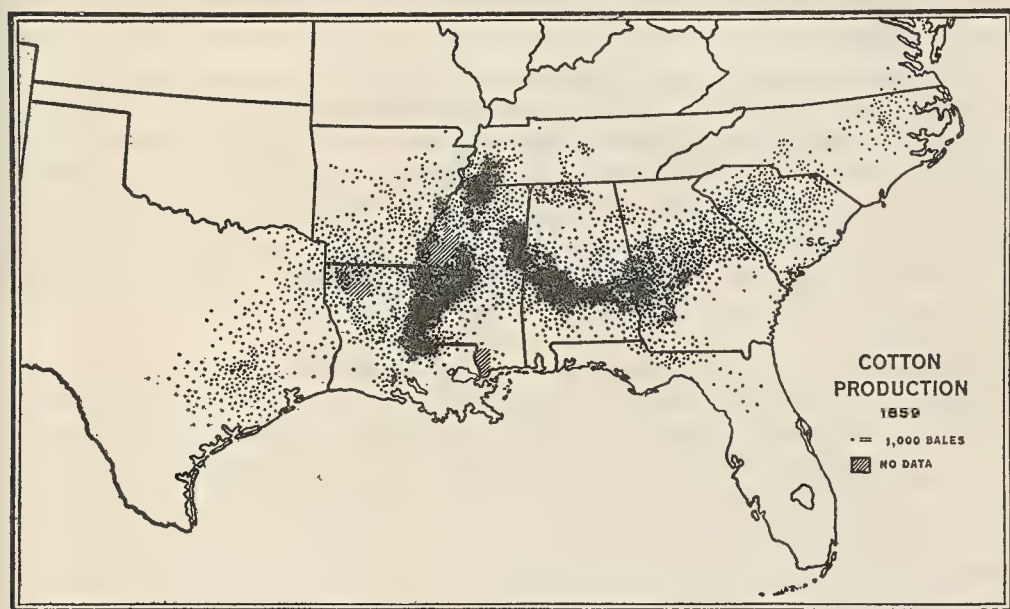 S.C.
COTTON
PRODUCTION
1859
• = 1,000 BALES
NO DATA